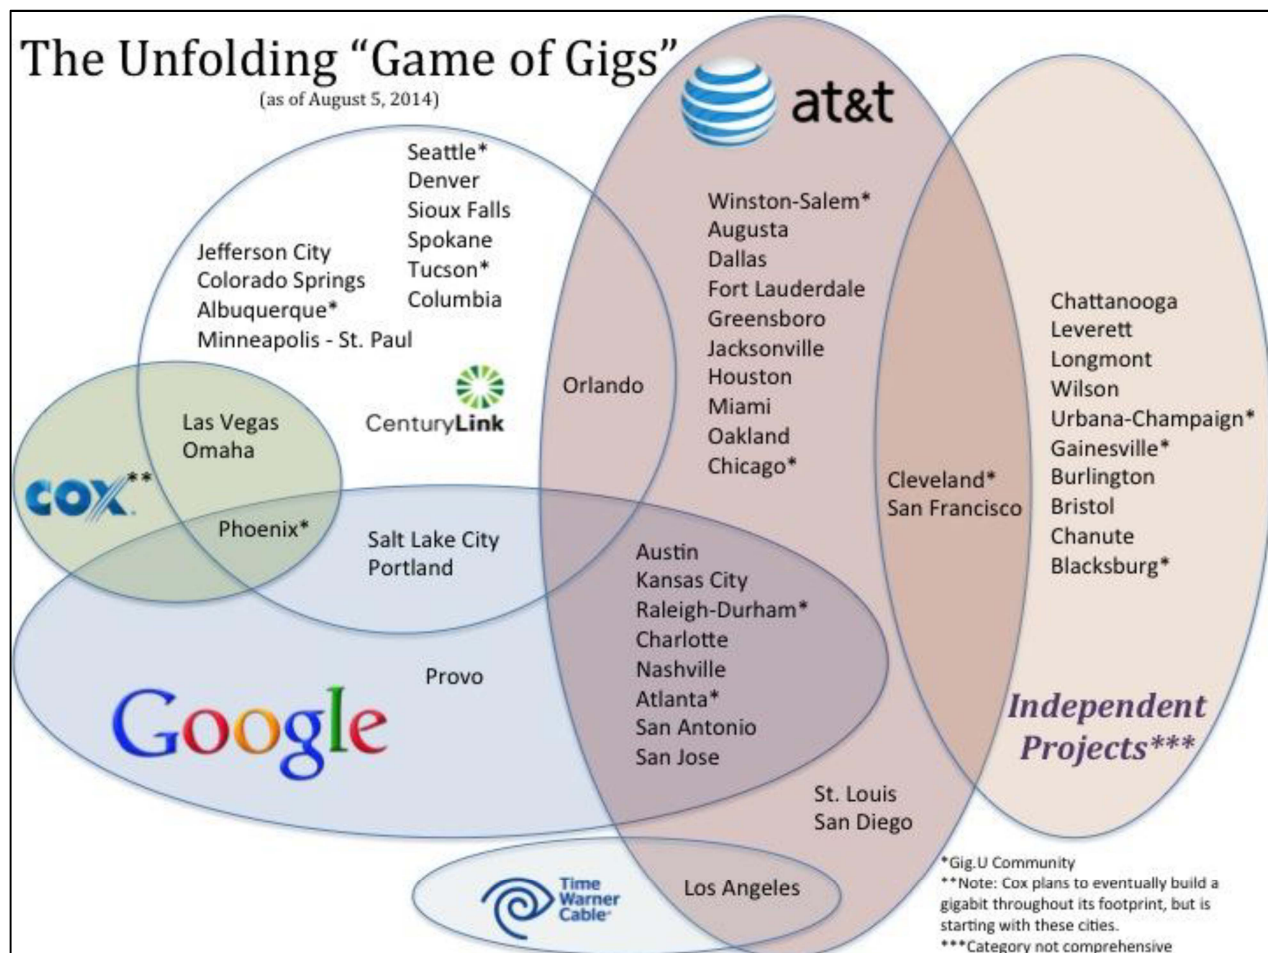 The Unfolding “Game of Gigs”
(as of August 5, 2014)
at&t
Seattle*
Denver
Sioux Falls
Spokane
Tucson*
Columbia
Jefferson City
Colorado Springs
Albuquerque*
Minneapolis - St. Paul
CenturyLink
Orlando
Winston-Salem*
Augusta
Dallas
Fort Lauderdale
Greensboro
Jacksonville
Houston
Miami
Oakland
Chicago*
Chattanooga
Leverett
Longmont
Wilson
Urbana-Champaign*
Gainesville*
Burlington
Bristol
Chanute
Blacksburg*
Las Vegas
Omaha
COX**
Phoenix*
Salt Lake City
Portland
Cleveland*
San Francisco
Austin
Kansas City
Raleigh-Durham*
Charlotte
Nashville
Atlanta*
San Antonio
San Jose
Provo
Google
Independent
Projects***
St. Louis
San Diego
Time
Warner
Cable
Los Angeles
*Gig.U Community
**Note: Cox plans to eventually build a
gigabit throughout its footprint, but is
starting with these cities.
***Category not comprehensive